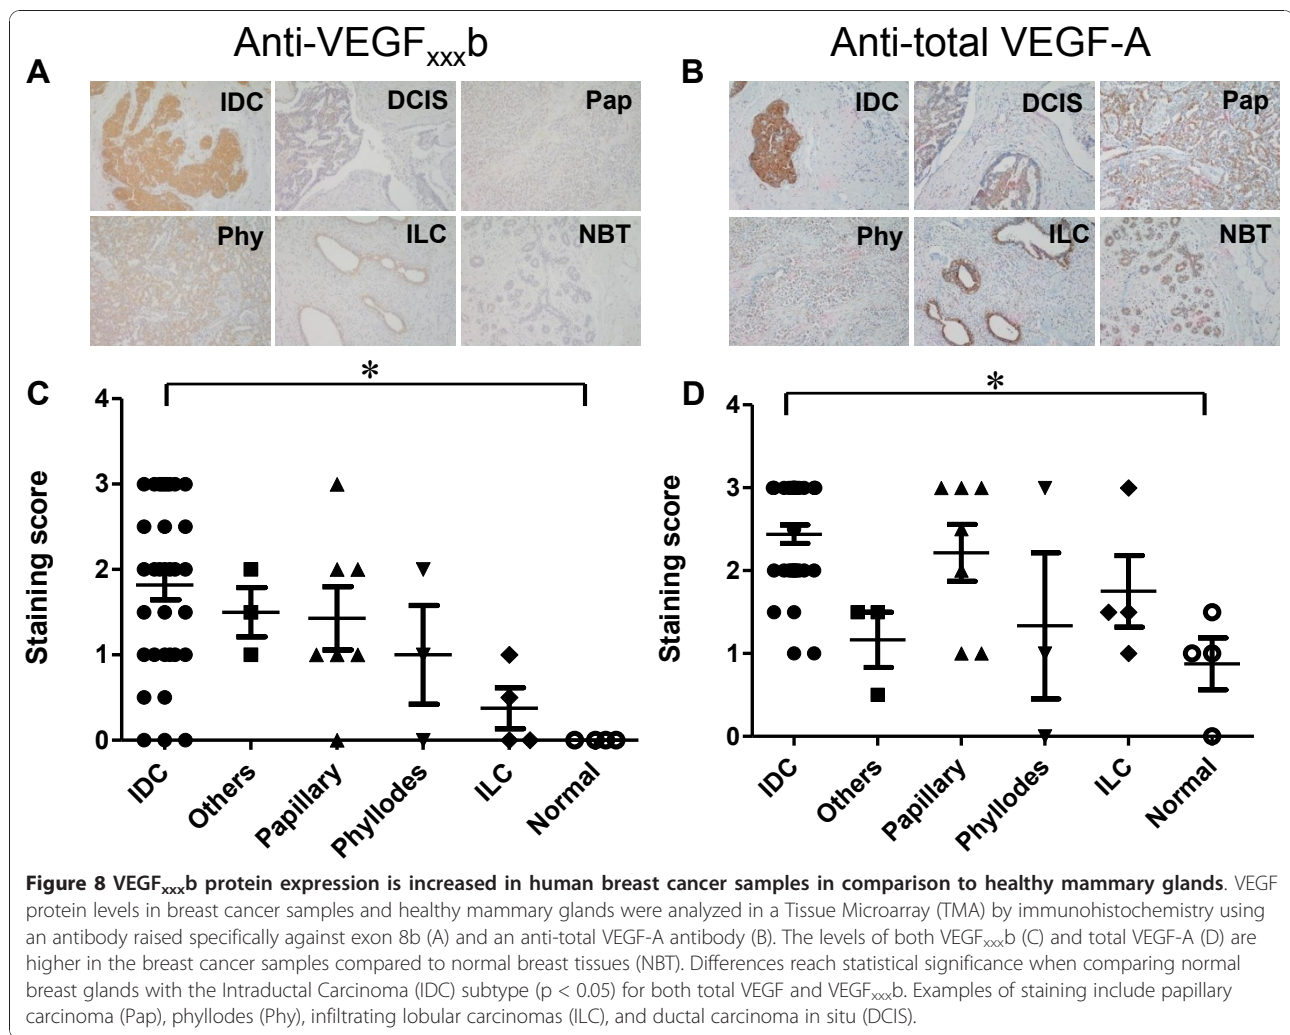 Anti-VEGFxxxb
Anti-total VEGF-A
A
IDC
DCIS
Pap
Phy
ILC
NBT
B
IDC
DCIS
Pap
Phy
ILC
NBT
C
*
4
3
2
1
0
Staining score
IDC
Others
Papillary
Phyllodes
ILC
Normal
D
*
4
3
2
1
0
Staining score
IDC
Others
Papillary
Phyllodes
ILC
Normal
Figure 8 VEGFxxxb protein expression is increased in human breast cancer samples in comparison to healthy mammary glands. VEGF
protein levels in breast cancer samples and healthy mammary glands were analyzed in a Tissue Microarray (TMA) by immunohistochemistry using
an antibody raised specifically against exon 8b (A) and an anti-total VEGF-A antibody (B). The levels of both VEGFxxxb (C) and total VEGF-A (D) are
higher in the breast cancer samples compared to normal breast tissues (NBT). Differences reach statistical significance when comparing normal
breast glands with the Intraductal Carcinoma (IDC) subtype (p < 0.05) for both total VEGF and VEGFxxxb. Examples of staining include papillary
carcinoma (Pap), phyllodes (Phy), infiltrating lobular carcinomas (ILC), and ductal carcinoma in situ (DCIS).